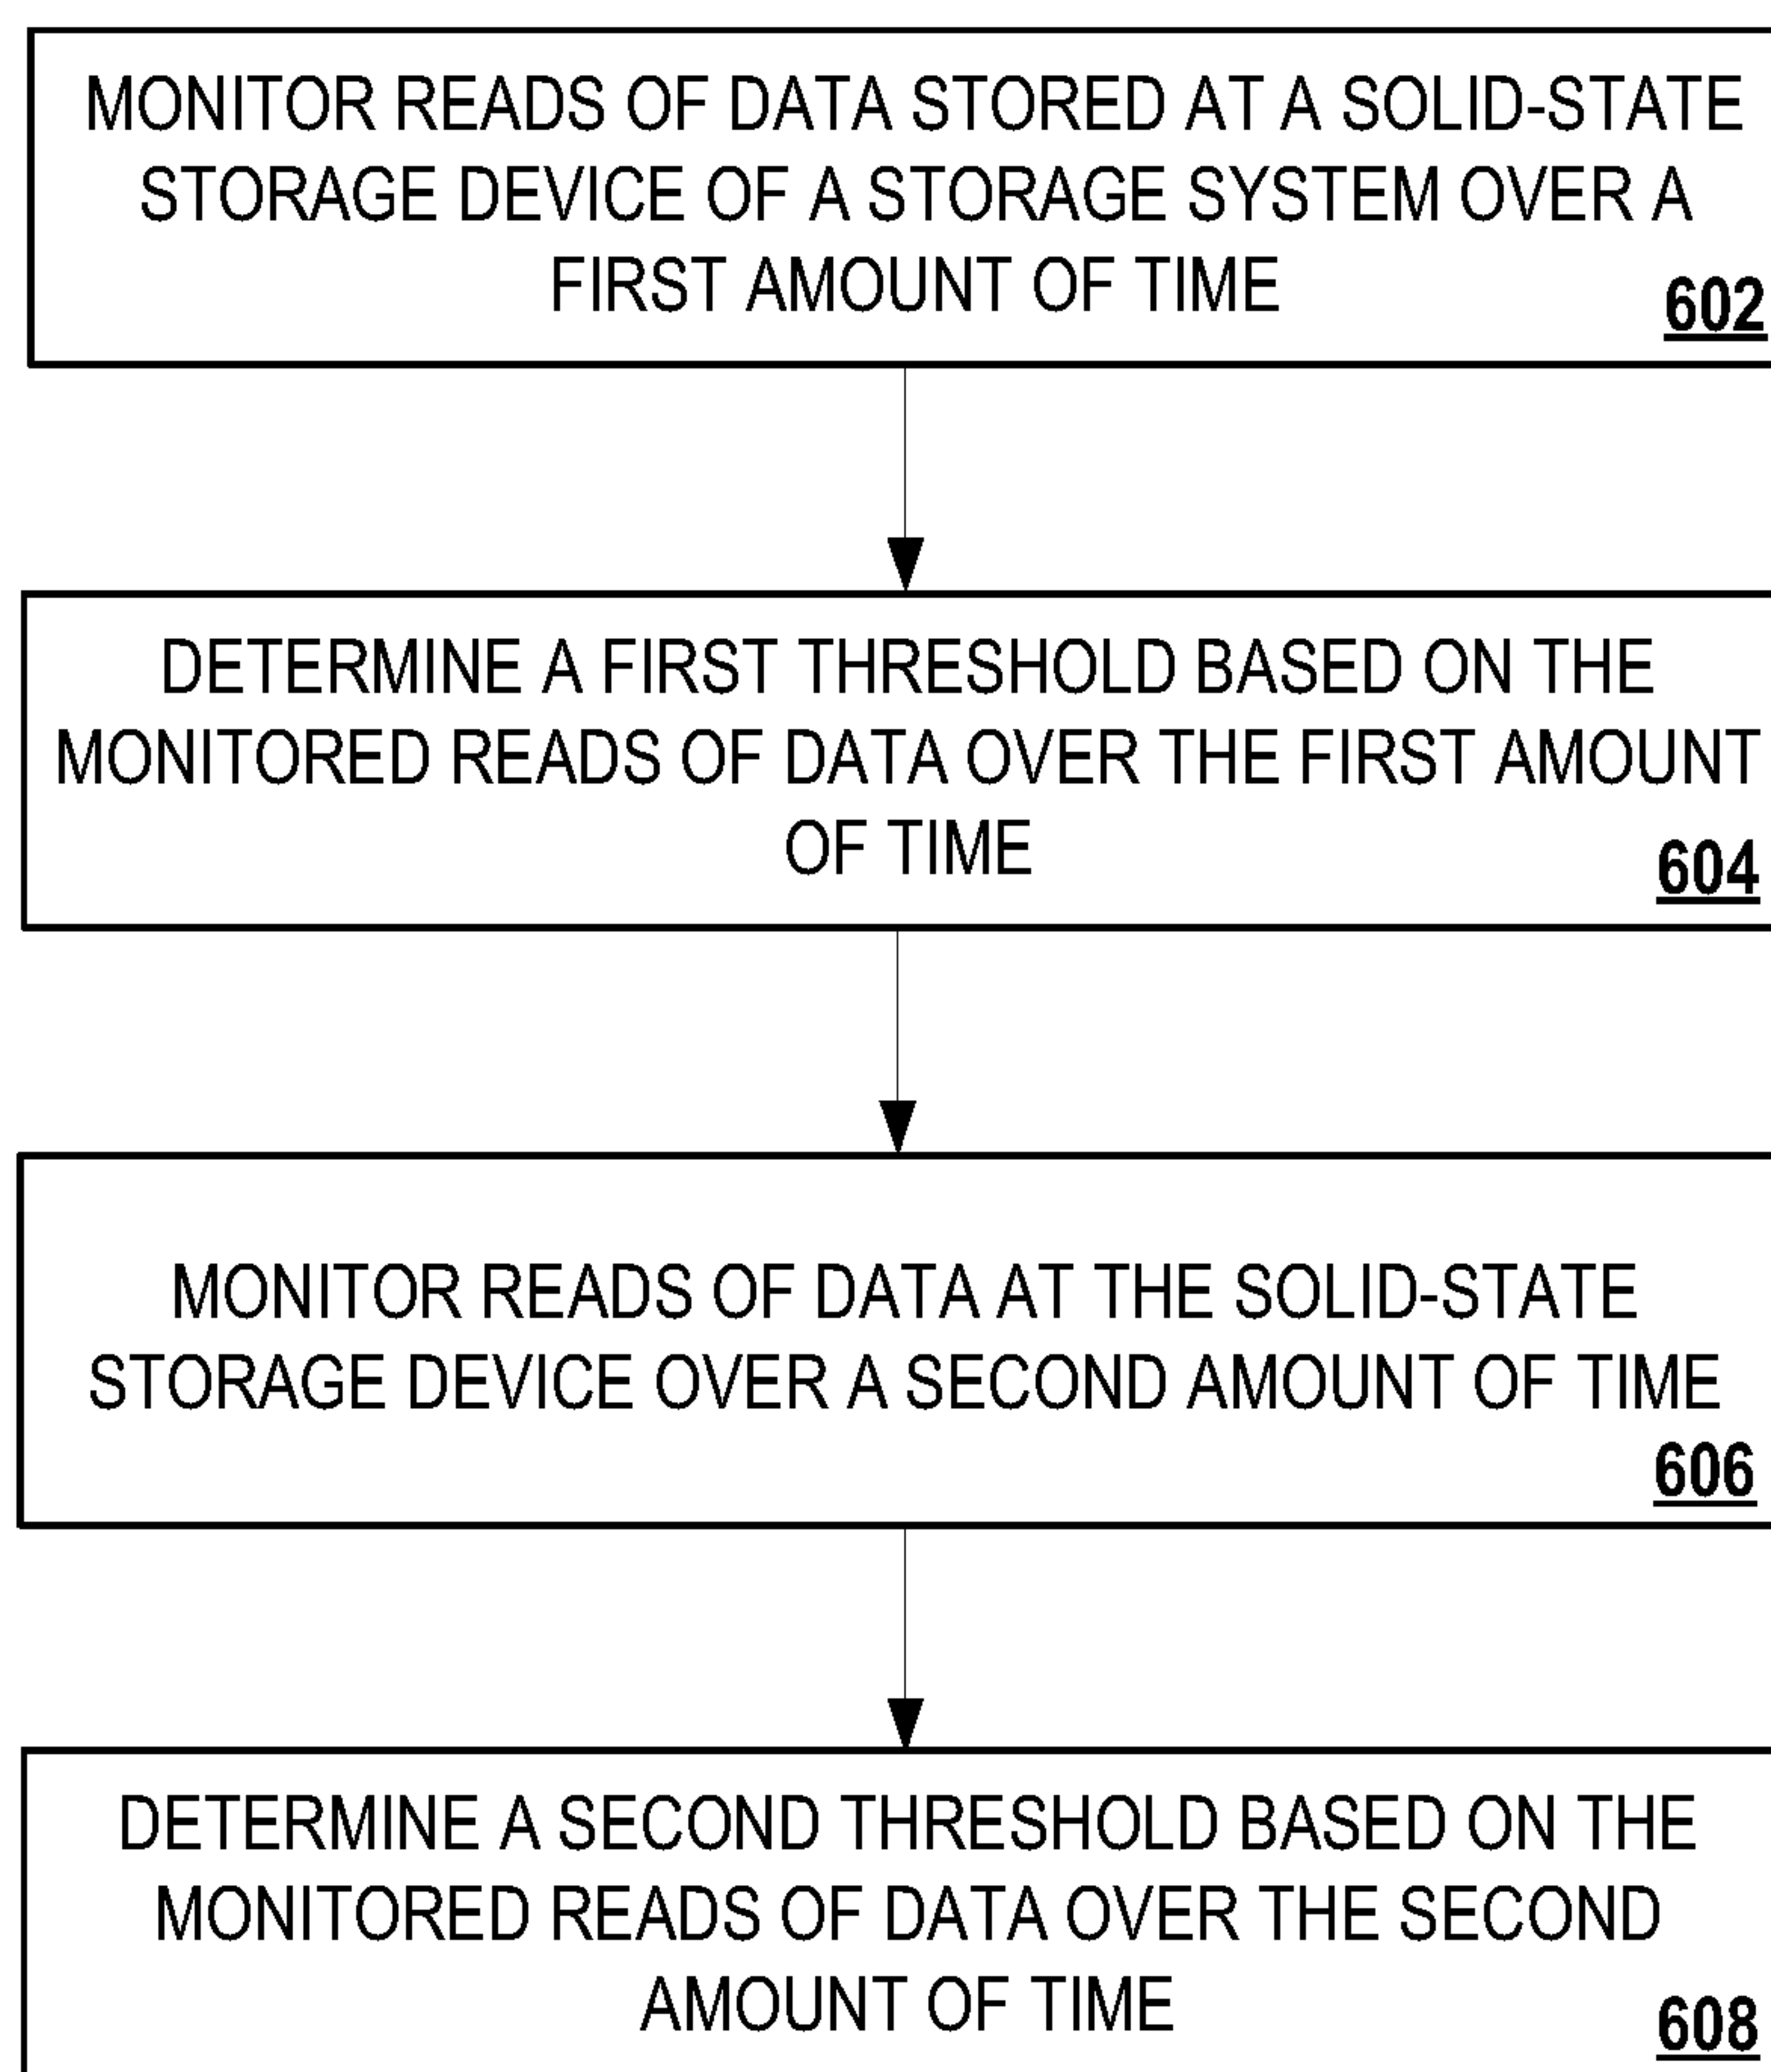 MONITOR READS OF DATA STORED AT A SOLID-STATE
STORAGE DEVICE OF A STORAGE SYSTEM OVER A
FIRST AMOUNT OF TIME
602
DETERMINE A FIRST THRESHOLD BASED ON THE
MONITORED READS OF DATA OVER THE FIRST AMOUNT
OF TIME
604
MONITOR READS OF DATA AT THE SOLID-STATE
STORAGE DEVICE OVER A SECOND AMOUNT OF TIME
606
DETERMINE A SECOND THRESHOLD BASED ON THE
MONITORED READS OF DATA OVER THE SECOND
AMOUNT OF TIME
608